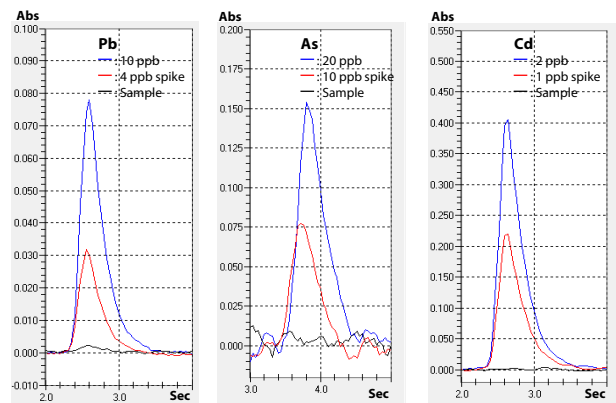 Abs
0.100
0.090
0.080
0.070
0.060
0.050
0.040
0.030
0.020
0.010
0.000
-0.010
2.0
3.0
Sec
Pb
: 10 ppb
: 4 ppb spike
: Sample
Abs
0.200
0.175
0.150
0.125
0.100
0.075
0.050
0.025
0.000
3.0
4.0
Sec
As
: 20 ppb
: 10 ppb spike
: Sample
Abs
0.550
0.500
0.450
0.400
0.350
0.300
0.250
0.200
0.150
0.100
0.050
0.000
2.0
3.0
Sec
Cd
: 2 ppb
: 1 ppb spike
: Sample